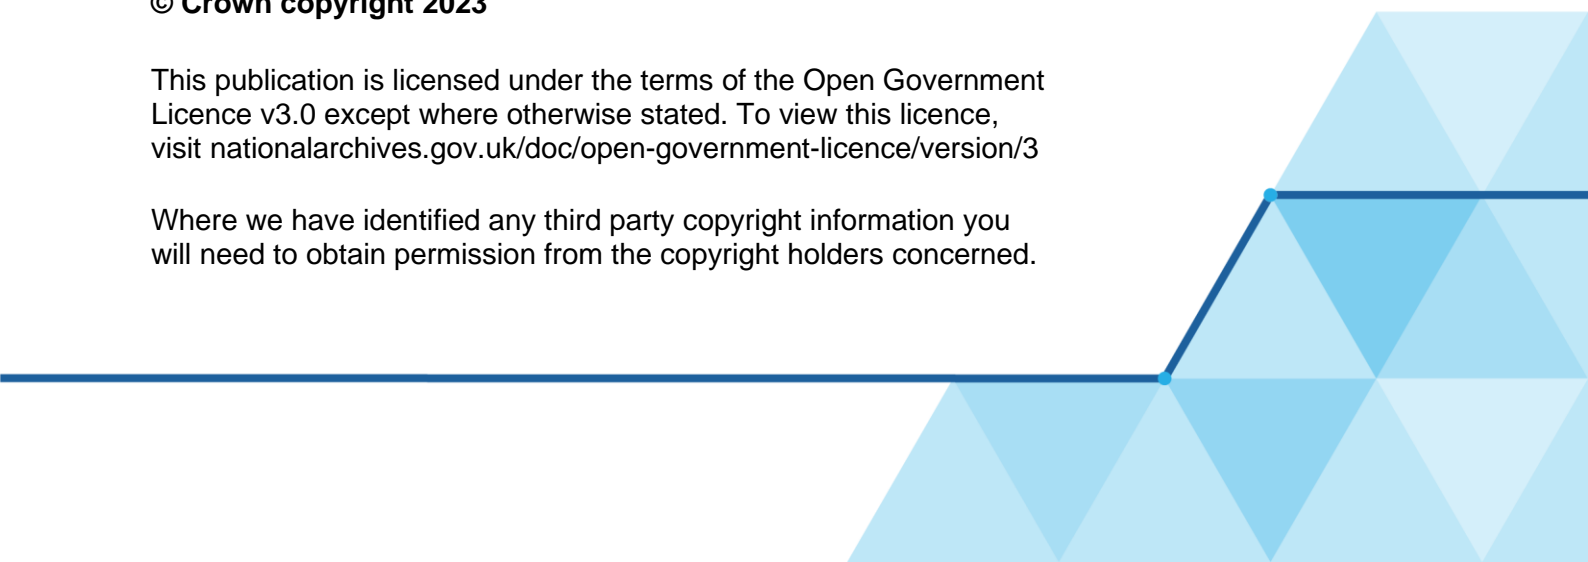 © Crown copyright 2023
This publication is licensed under the terms of the Open Government
Licence v3.0 except where otherwise stated. To view this licence,
visit nationalarchives.gov.uk/doc/open-government-licence/version/3
Where we have identified any third party copyright information you
will need to obtain permission from the copyright holders concerned.